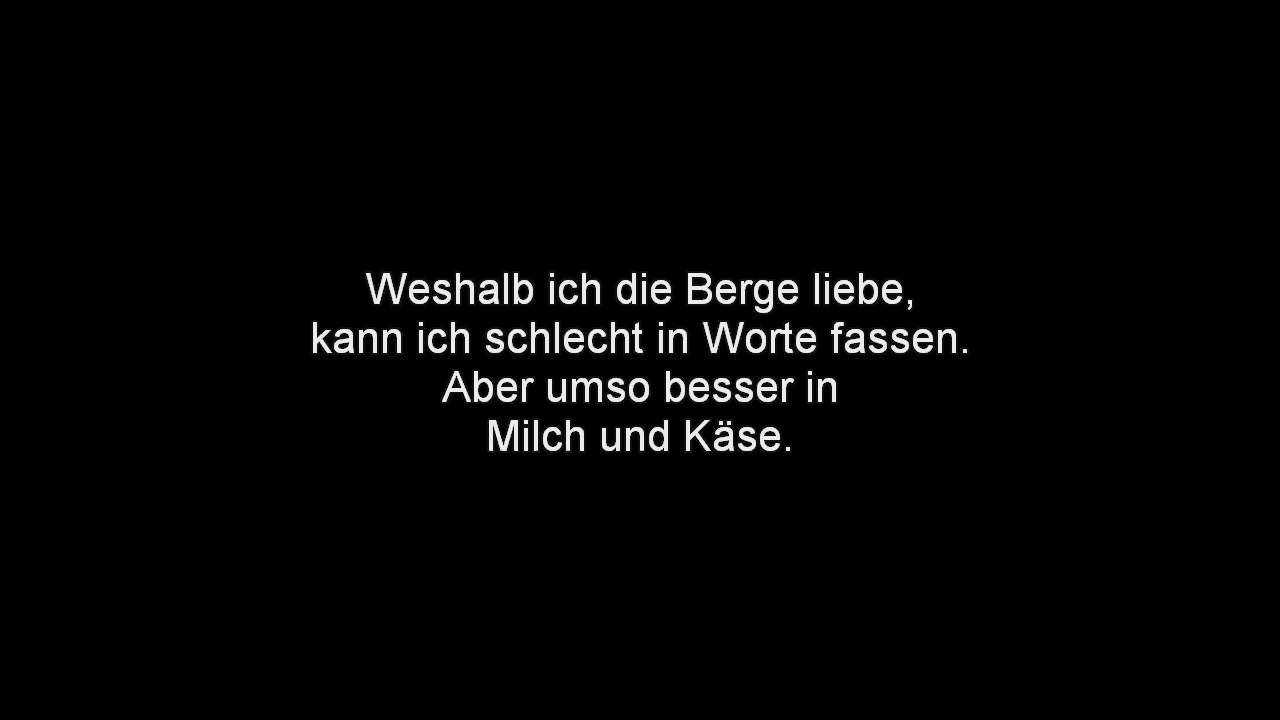 Weshalb ich die Berge liebe,
kann ich schlecht in Worte fassen.
Aber umso besser in
Milch und Käse.